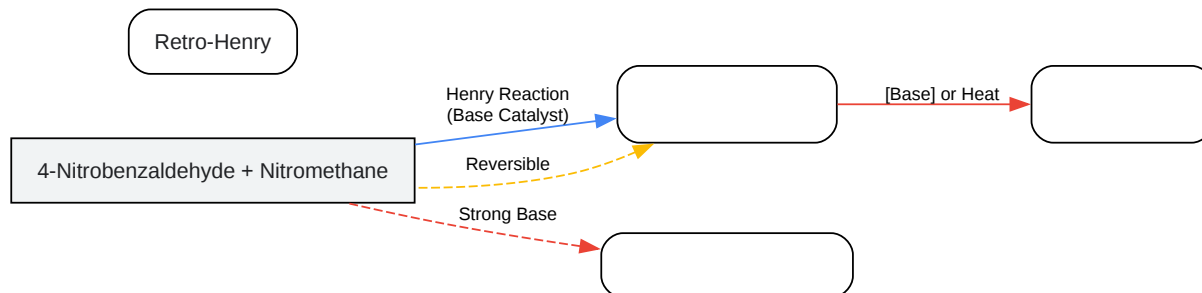 Retro-Henry
Henry Reaction
(Base Catalyst)
[Base] or Heat
4-Nitrobenzaldehyde + Nitromethane
Reversible
Strong Base